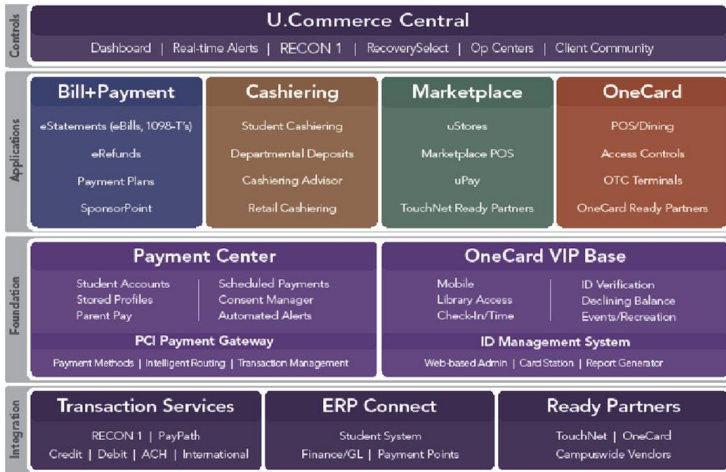 Controls
U.Commerce Central
Dashboard | Real-time Alerts | RECON 1 | RecoverySelect | Op Centers | Client Community
Applications
Bill+Payment
eStatements (eBills, 1098-T's)
eRefunds
Payment Plans
SponsorPoint
Cashiering
Student Cashiering
Departmental Deposits
Cashiering Advisor
Retail Cashiering
Marketplace
uStores
Marketplace POS
uPay
TouchNet Ready Partners
OneCard
POS/Dining
Access Controls
OTC Terminals
OneCard Ready Partners
Foundation
Payment Center
Student Accounts
Stored Profiles
Parent Pay
Scheduled Payments
Consent Manager
Automated Alerts
PCI Payment Gateway
Payment Methods | Intelligent Routing | Transaction Management
OneCard VIP Base
Mobile
Library Access
Check-In/Time
ID Verification
Declining Balance
Events/Recreation
ID Management System
Web-based Admin | Card Station | Report Generator
Integration
Transaction Services
RECON 1 | PayPath
Credit | Debit | ACH | International
ERP Connect
Student System
Finance/GL | Payment Points
Ready Partners
TouchNet | OneCard
Campuswide Vendors